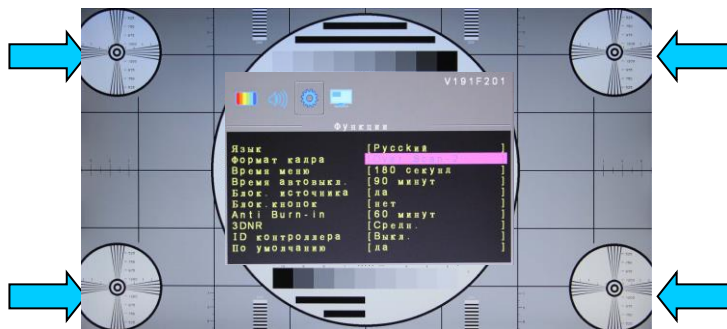 V191F201
Функции
Язык [Русский ]
Формат кадра
Время меню [180 секунд ]
Время автовыкл. [90 минут ]
Блок. источника [да ]
Блок.кнопок [нет ]
Anti Burn-in [60 минут ]
3DNR [Средн. ]
ID контроллера [Выкл. ]
По умолчанию [да ]